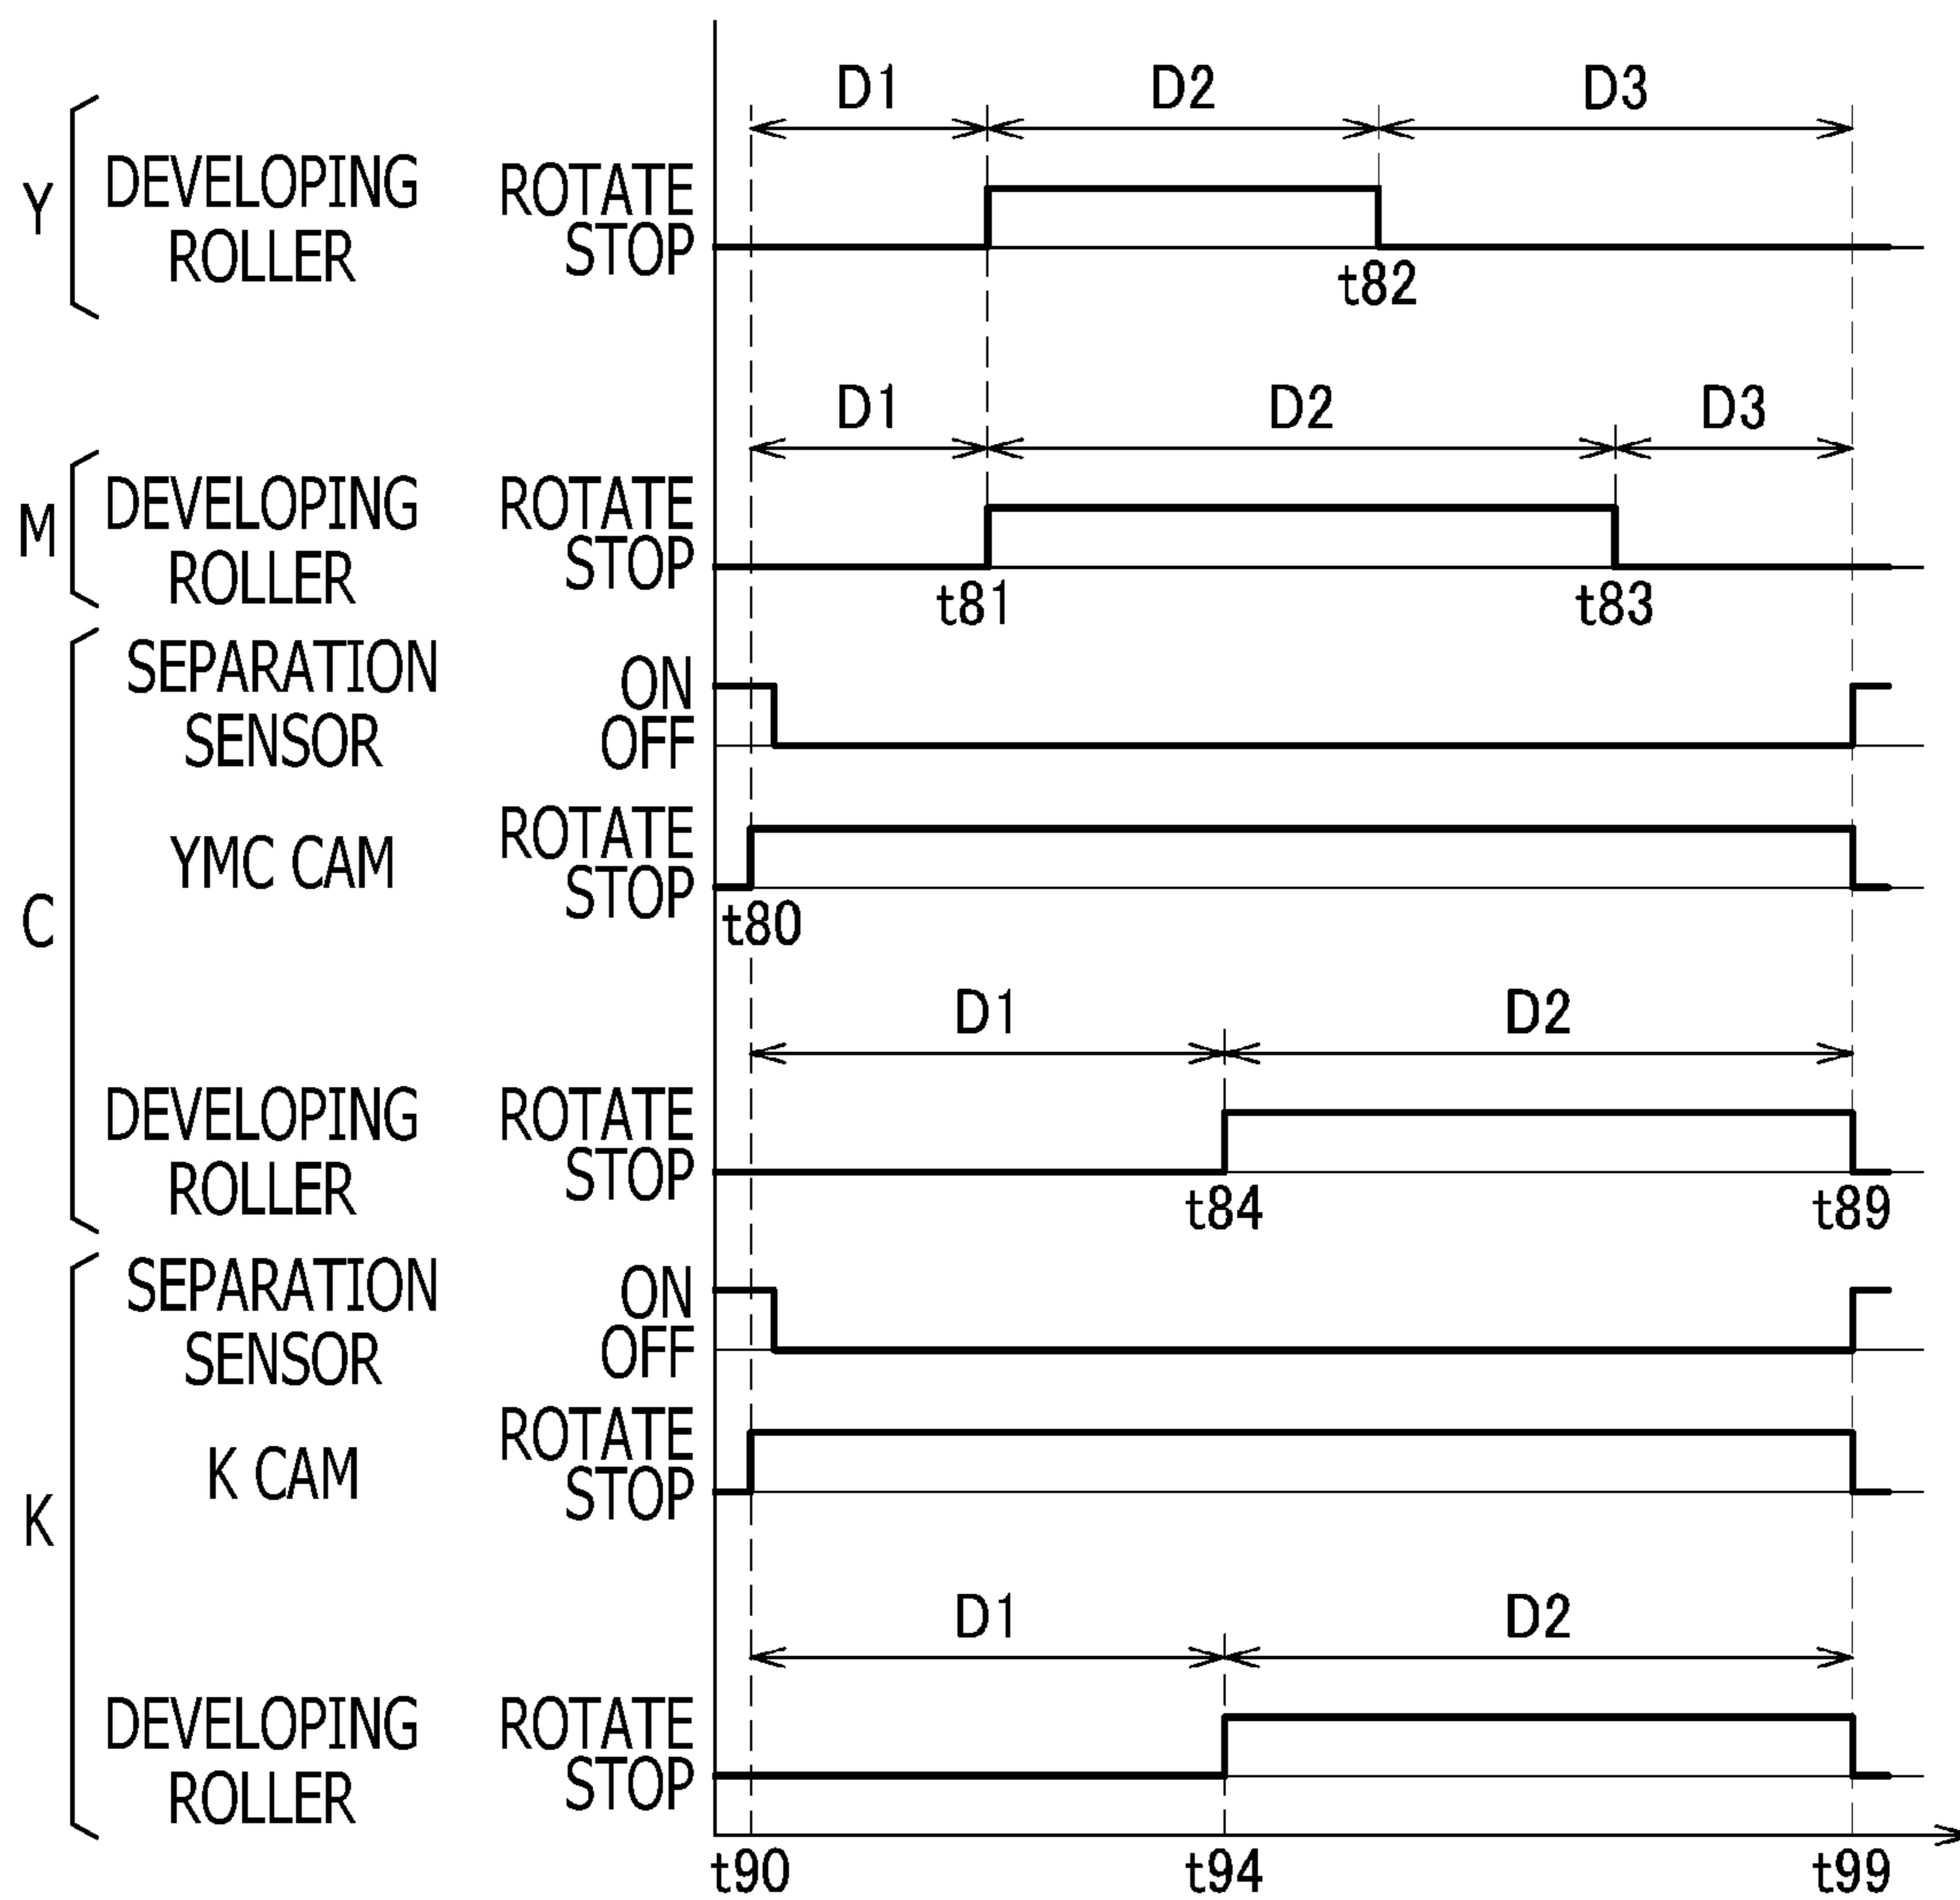 D1 D2 D3
Y DEVELOPING ROLLER ROTATE STOP
t82
D1 D2 D3
M DEVELOPING ROLLER ROTATE STOP
t81 t83
C SEPARATION SENSOR ON OFF
YMC CAM ROTATE STOP
t80
D1 D2
DEVELOPING ROLLER ROTATE STOP
t84 t89
K SEPARATION SENSOR ON OFF
K CAM ROTATE STOP
D1 D2
DEVELOPING ROLLER ROTATE STOP
t90 t94 t99